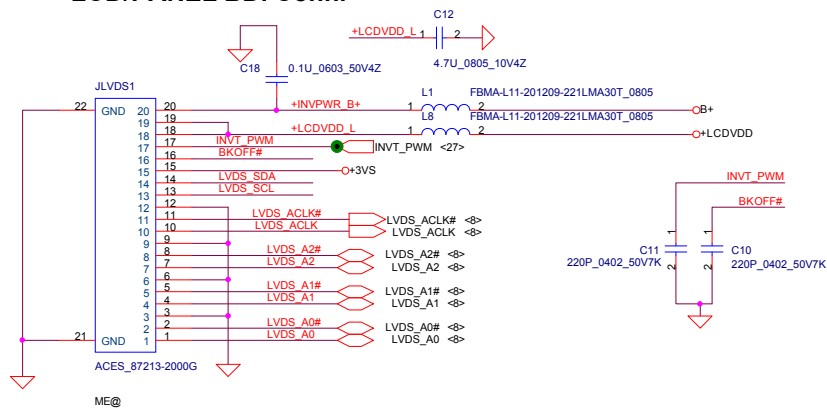 C12
+LCDVDD_L 1 2
4.7U_0805_10V4Z
C18 0.1U_0603_50V4Z
JLVDS1
L1 FBMA-L11-201209-221LMA30T_0805
22 GND 20 20 +INVPWR_B+ 1 2 B+
19 19 L8 FBMA-L11-201209-221LMA30T_0805
18 18 +LCDVDD_L 1 2 +LCDVDD
17 17 INVT_PWM INVT_PWM <27>
16 16 BKOFF#
15 15 +3VS
14 14 LVDS_SDA
13 13 LVDS_SCL
12 12
11 11 LVDS_ACLK# LVDS_ACLK# <8>
10 10 LVDS_ACLK LVDS_ACLK <8>
9 9
8 8 LVDS_A2# LVDS_A2# <8>
7 7 LVDS_A2 LVDS_A2 <8>
6 6
5 5 LVDS_A1# LVDS_A1# <8>
4 4 LVDS_A1 LVDS_A1 <8>
3 3
2 2 LVDS_A0# LVDS_A0# <8>
21 GND 1 1 LVDS_A0 LVDS_A0 <8>
ACES_87213-2000G
ME@
INVT_PWM
BKOFF#
1 1
C11 C10
2 2
220P_0402_50V7K 220P_0402_50V7K